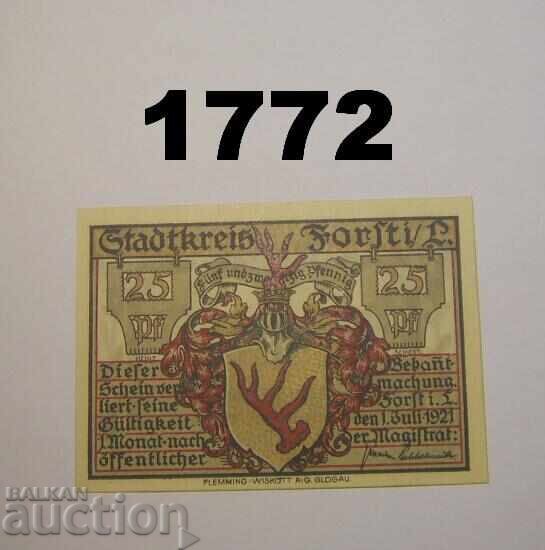 1772
Stadtkreis Forst i/L.
Fünf und zwanzig Pfennig
25 Pf
25 Pf
Dieser
Schein ver
liert seine
Gültigkeit
1 Monat nach
öffentlicher
Bekannt
machung.
Forst i. L.
den 1. Juli 1921
Der Magistrat:
FLEMMING-WISKOTT A·G. GLOGAU.
BALKAN
auction